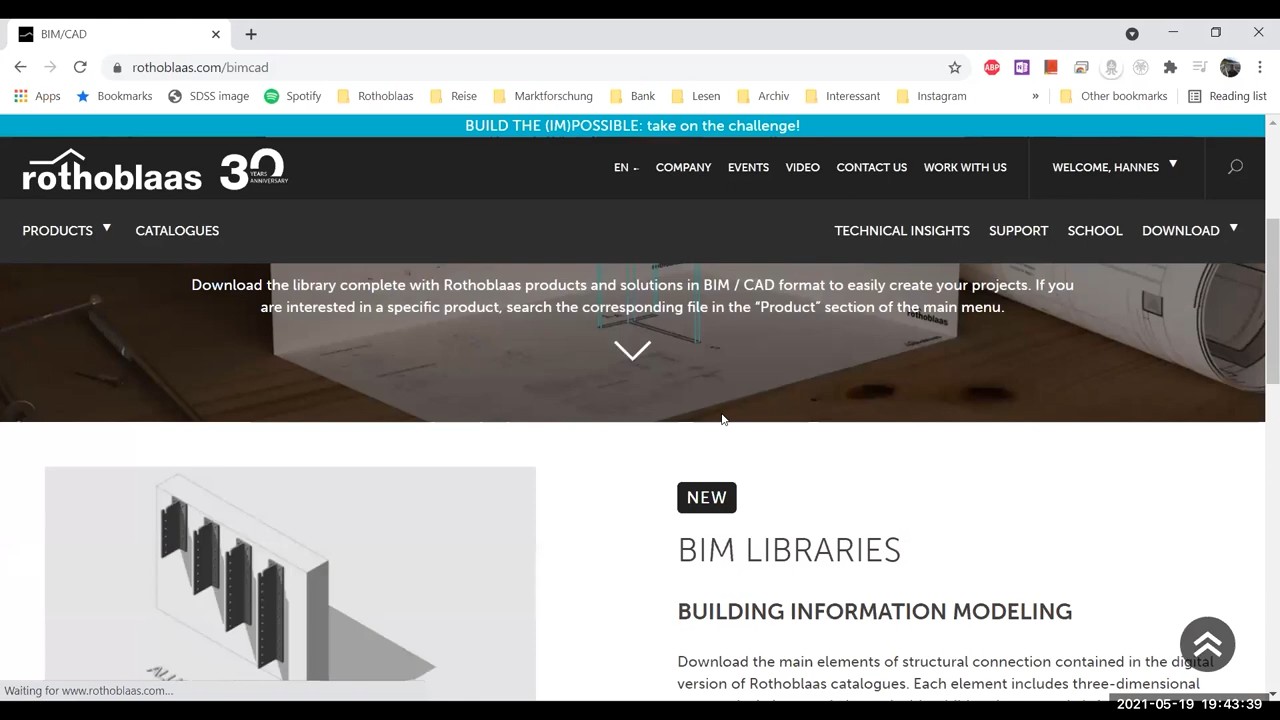 BIM/CAD
rothoblaas.com/bimcad
ABP
Apps Bookmarks SDSS image Spotify Rothoblaas Reise Marktforschung Bank Lesen Archiv Interessant Instagram » Other bookmarks Reading list
BUILD THE (IM)POSSIBLE: take on the challenge!
rothoblaas 30 YEARS ANNIVERSARY
EN COMPANY EVENTS VIDEO CONTACT US WORK WITH US WELCOME, HANNES
PRODUCTS CATALOGUES TECHNICAL INSIGHTS SUPPORT SCHOOL DOWNLOAD
Download the library complete with Rothoblaas products and solutions in BIM / CAD format to easily create your projects. If you
are interested in a specific product, search the corresponding file in the “Product” section of the main menu.
rothoblaas
NEW
BIM LIBRARIES
BUILDING INFORMATION MODELING
Download the main elements of structural connection contained in the digital
version of Rothoblaas catalogues. Each element includes three-dimensional
Waiting for www.rothoblaas.com...
2021-05-19 19:43:39